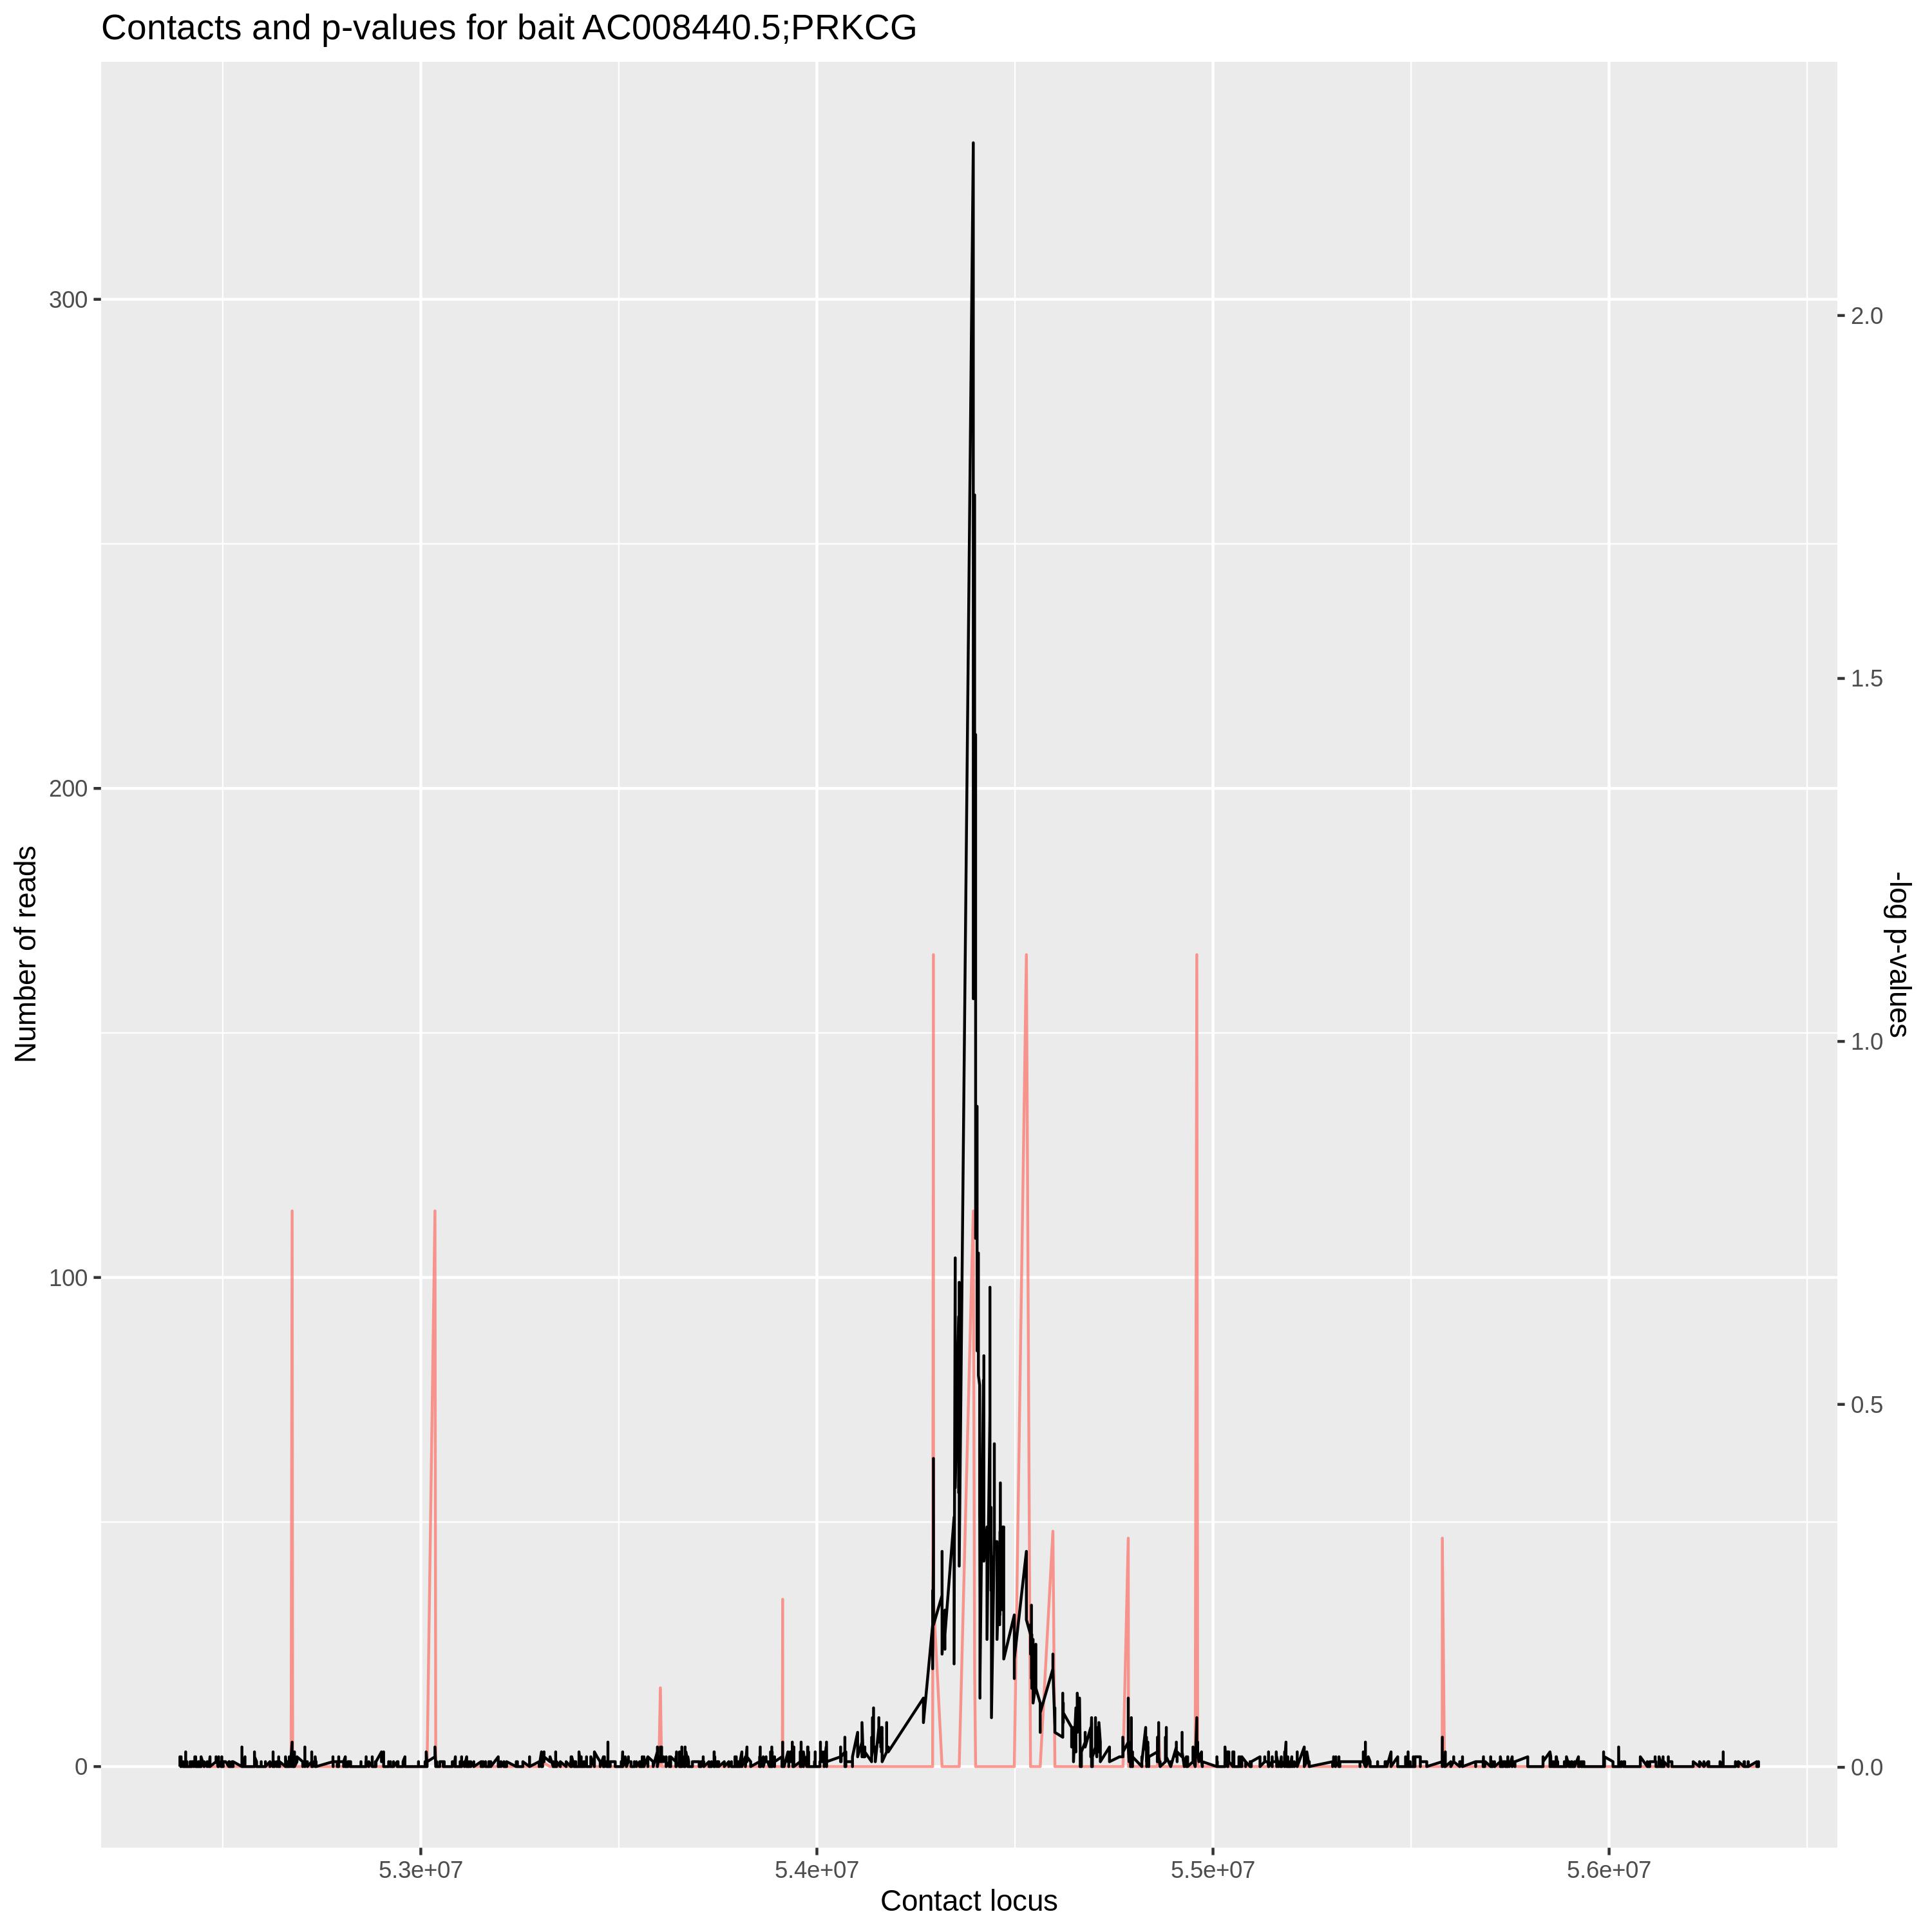 Contacts and p-values for bait AC008440.5;PRKCG
300
200
100
0
Number of reads
2.0
1.5
1.0
0.5
0.0
-log p-values
5.3e+07 5.4e+07 5.5e+07 5.6e+07
Contact locus